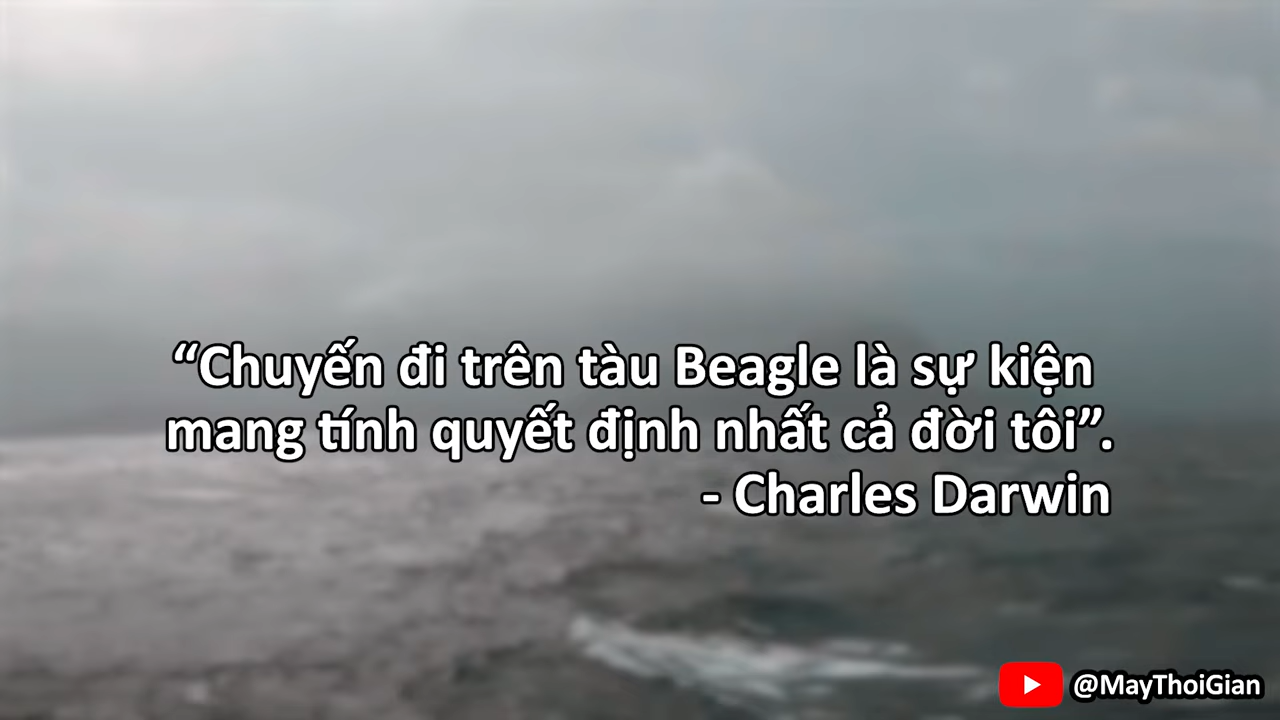 “Chuyến đi trên tàu Beagle là sự kiện
mang tính quyết định nhất cả đời tôi”.
- Charles Darwin
@MayThoiGian